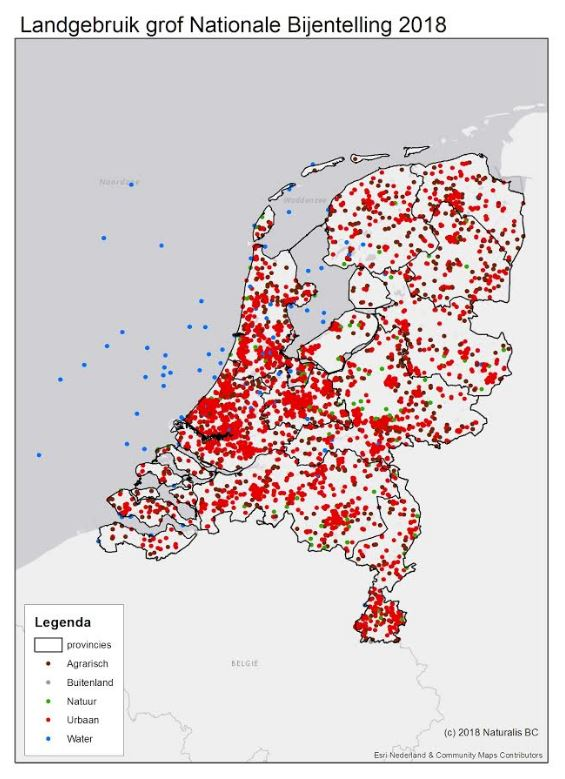 Landgebruik grof Nationale Bijentelling 2018
Noordzee
Waddenzee
Legenda
provincies
Agrarisch
Buitenland
Natuur
Urbaan
Water
BELGIE
(c) 2018 Naturalis BC
Esri Nederland & Community Maps Contributors